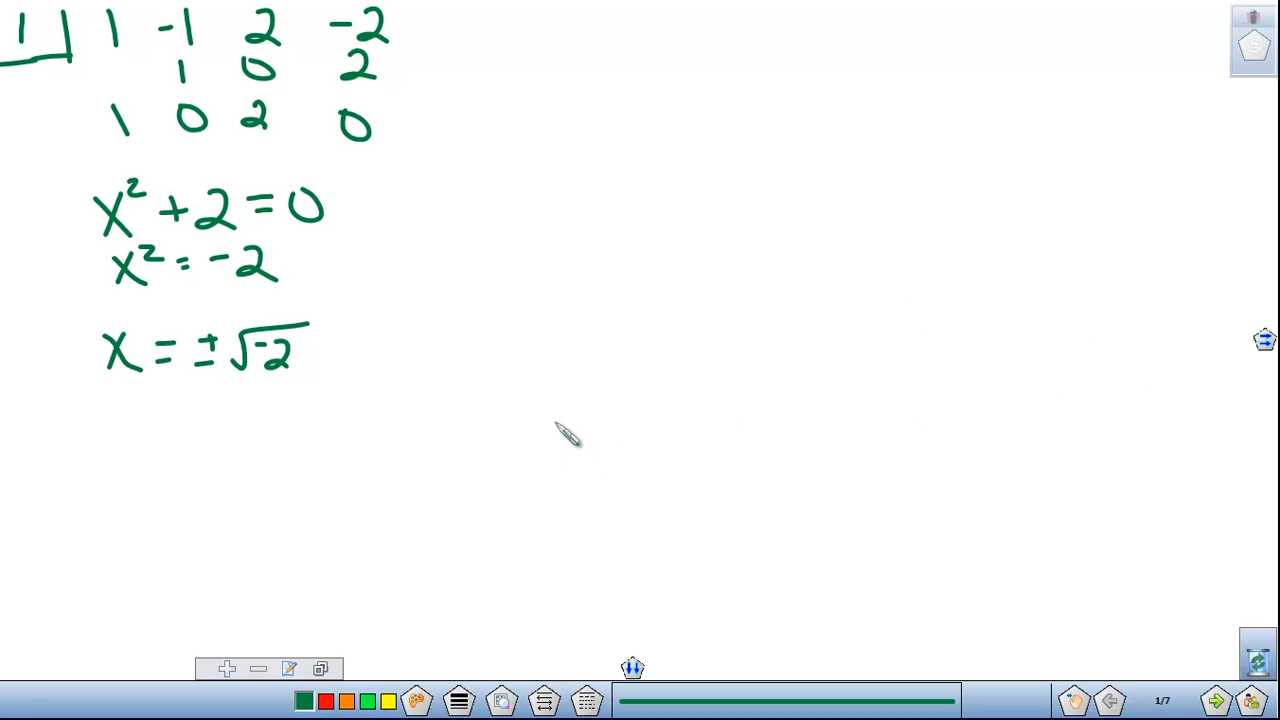 1 | 1 -1 2 -2
1 0 2
1 0 2 0
x² + 2 = 0
x² = -2
x = ± √-2
1/7